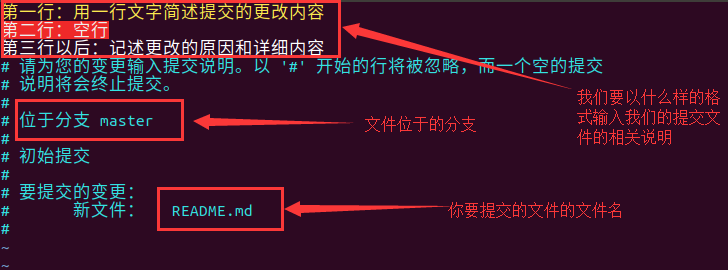 第一行：用一行文字简述提交的更改内容
第二行：空行
第三行以后：记述更改的原因和详细内容
# 请为您的变更输入提交说明。以 '#' 开始的行将被忽略，而一个空的提交
# 说明将会终止提交。
#
# 位于分支 master
#
# 初始提交
#
# 要提交的变更：
#       新文件：   README.md
#
~
~
我们要以什么样的格
式输入我们的提交文
件的相关说明
文件位于的分支
你要提交的文件的文件名